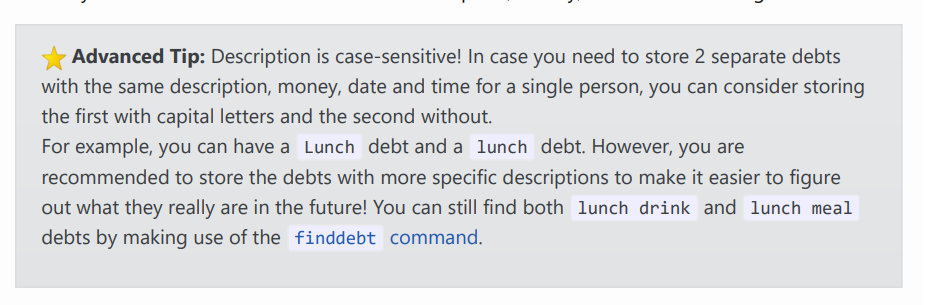 Advanced Tip: Description is case-sensitive! In case you need to store 2 separate debts
with the same description, money, date and time for a single person, you can consider storing
the first with capital letters and the second without.
For example, you can have a Lunch debt and a lunch debt. However, you are
recommended to store the debts with more specific descriptions to make it easier to figure
out what they really are in the future! You can still find both lunch drink and lunch meal
debts by making use of the finddebt command.